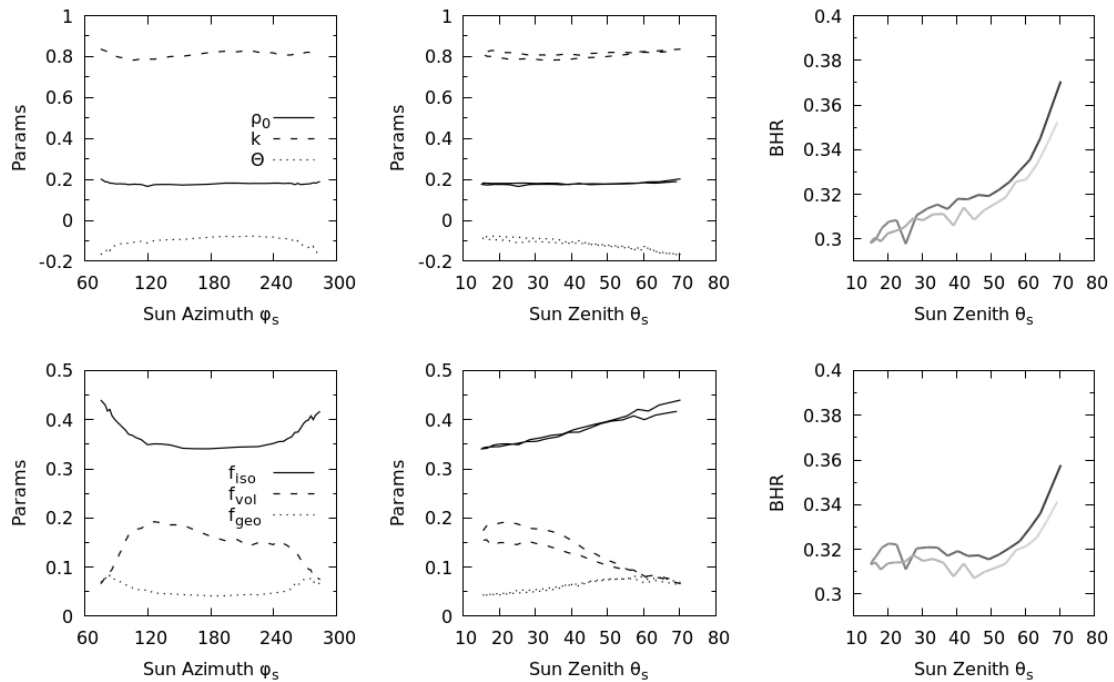 1
0.8
0.6
0.4
0.2
0
-0.2
Params
ρ0
k
Θ
60 120 180 240 300
Sun Azimuth φs
1
0.8
0.6
0.4
0.2
0
-0.2
Params
10 20 30 40 50 60 70 80
Sun Zenith θs
0.4
0.38
0.36
0.34
0.32
0.3
BHR
10 20 30 40 50 60 70 80
Sun Zenith θs
0.5
0.4
0.3
0.2
0.1
0
Params
fiso
fvol
fgeo
60 120 180 240 300
Sun Azimuth φs
0.5
0.4
0.3
0.2
0.1
0
Params
10 20 30 40 50 60 70 80
Sun Zenith θs
0.4
0.38
0.36
0.34
0.32
0.3
BHR
10 20 30 40 50 60 70 80
Sun Zenith θs